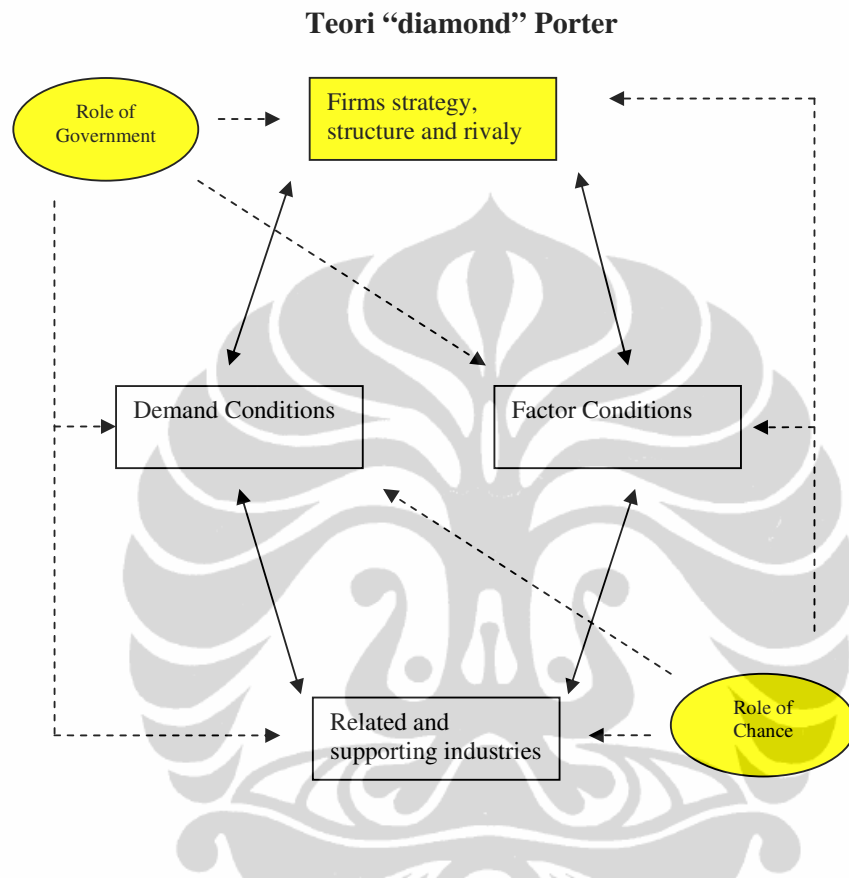 Teori “diamond” Porter
Role of
Government
Firms strategy,
structure and rivaly
Demand Conditions
Factor Conditions
Related and
supporting industries
Role of
Chance